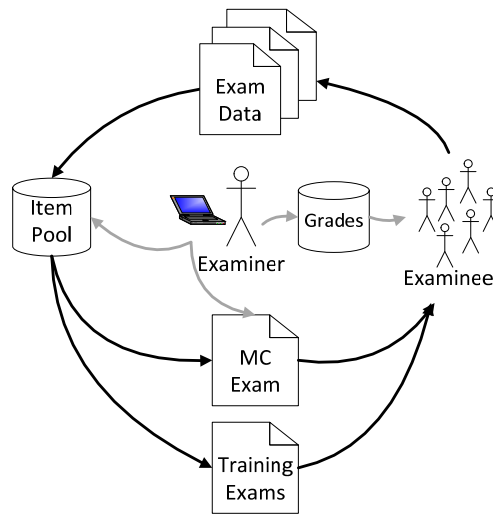 Exam
Data
Item
Pool
Grades
Examiner
Examinee
MC
Exam
Training
Exams